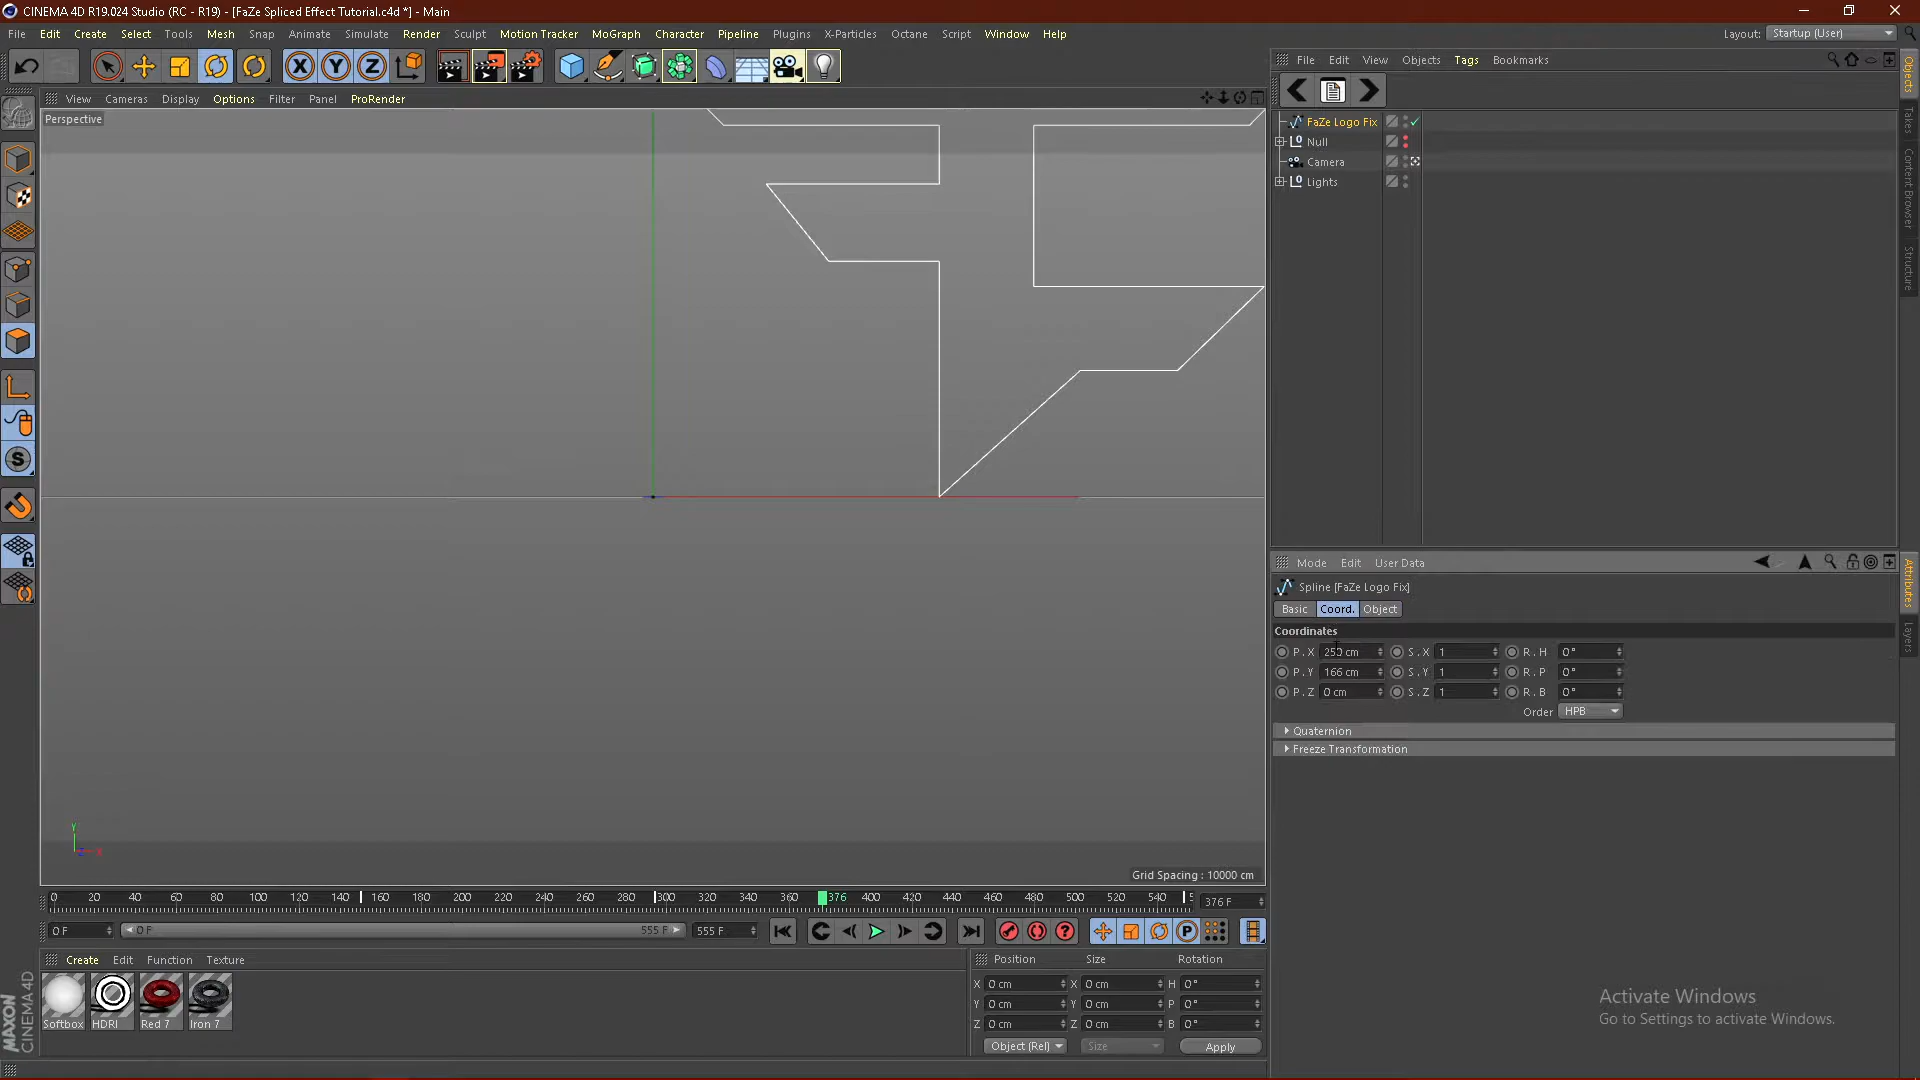 CINEMA 4D R19.024 Studio (RC - R19) - [FaZe Spliced Effect Tutorial.c4d *] - Main
File Edit Create Select Tools Mesh Snap Animate Simulate Render Sculpt Motion Tracker MoGraph Character Pipeline Plugins X-Particles Octane Script Window Help
Layout: Startup (User)
File Edit View Objects Tags Bookmarks
View Cameras Display Options Filter Panel ProRender
Perspective
FaZe Logo Fix
Null
Camera
Lights
Objects
Takes
Content Browser
Structure
Mode Edit User Data
Spline [FaZe Logo Fix]
Basic Coord. Object
Coordinates
P . X 250 cm S . X 1 R . H 0 °
P . Y 166 cm S . Y 1 R . P 0 °
P . Z 0 cm S . Z 1 R . B 0 °
Order HPB
Quaternion
Freeze Transformation
Attributes
Layers
Y
Z X
Grid Spacing : 10000 cm
0 20 40 60 80 100 120 140 160 180 200 220 240 260 280 300 320 340 360 376 400 420 440 460 480 500 520 540 5
376 F
0 F 0 F 555 F 555 F
Create Edit Function Texture
Softbox HDRI Red 7 Iron 7
Position Size Rotation
X 0 cm X 0 cm H 0 °
Y 0 cm Y 0 cm P 0 °
Z 0 cm Z 0 cm B 0 °
Object (Rel) Size Apply
MAXON
CINEMA 4D
Activate Windows
Go to Settings to activate Windows.